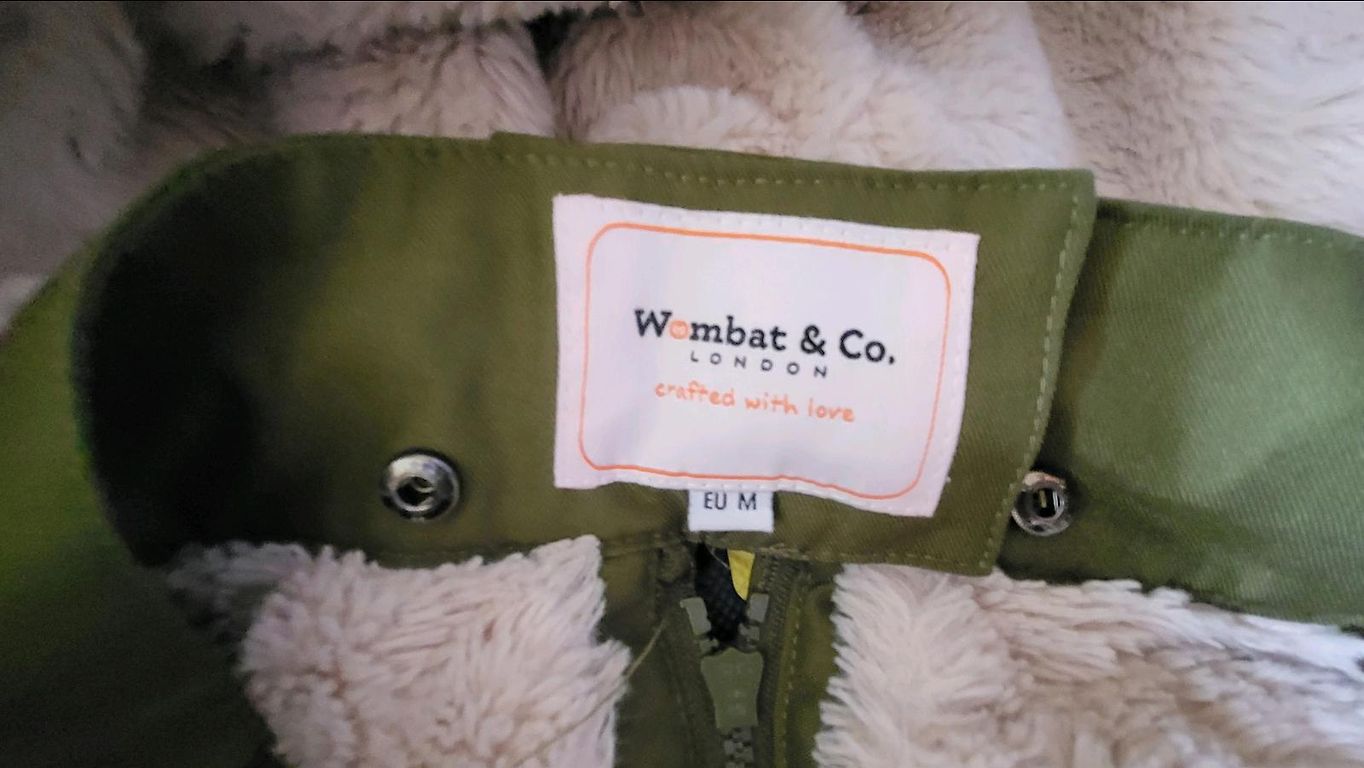 Wombat & Co.
LONDON
crafted with love
EU M